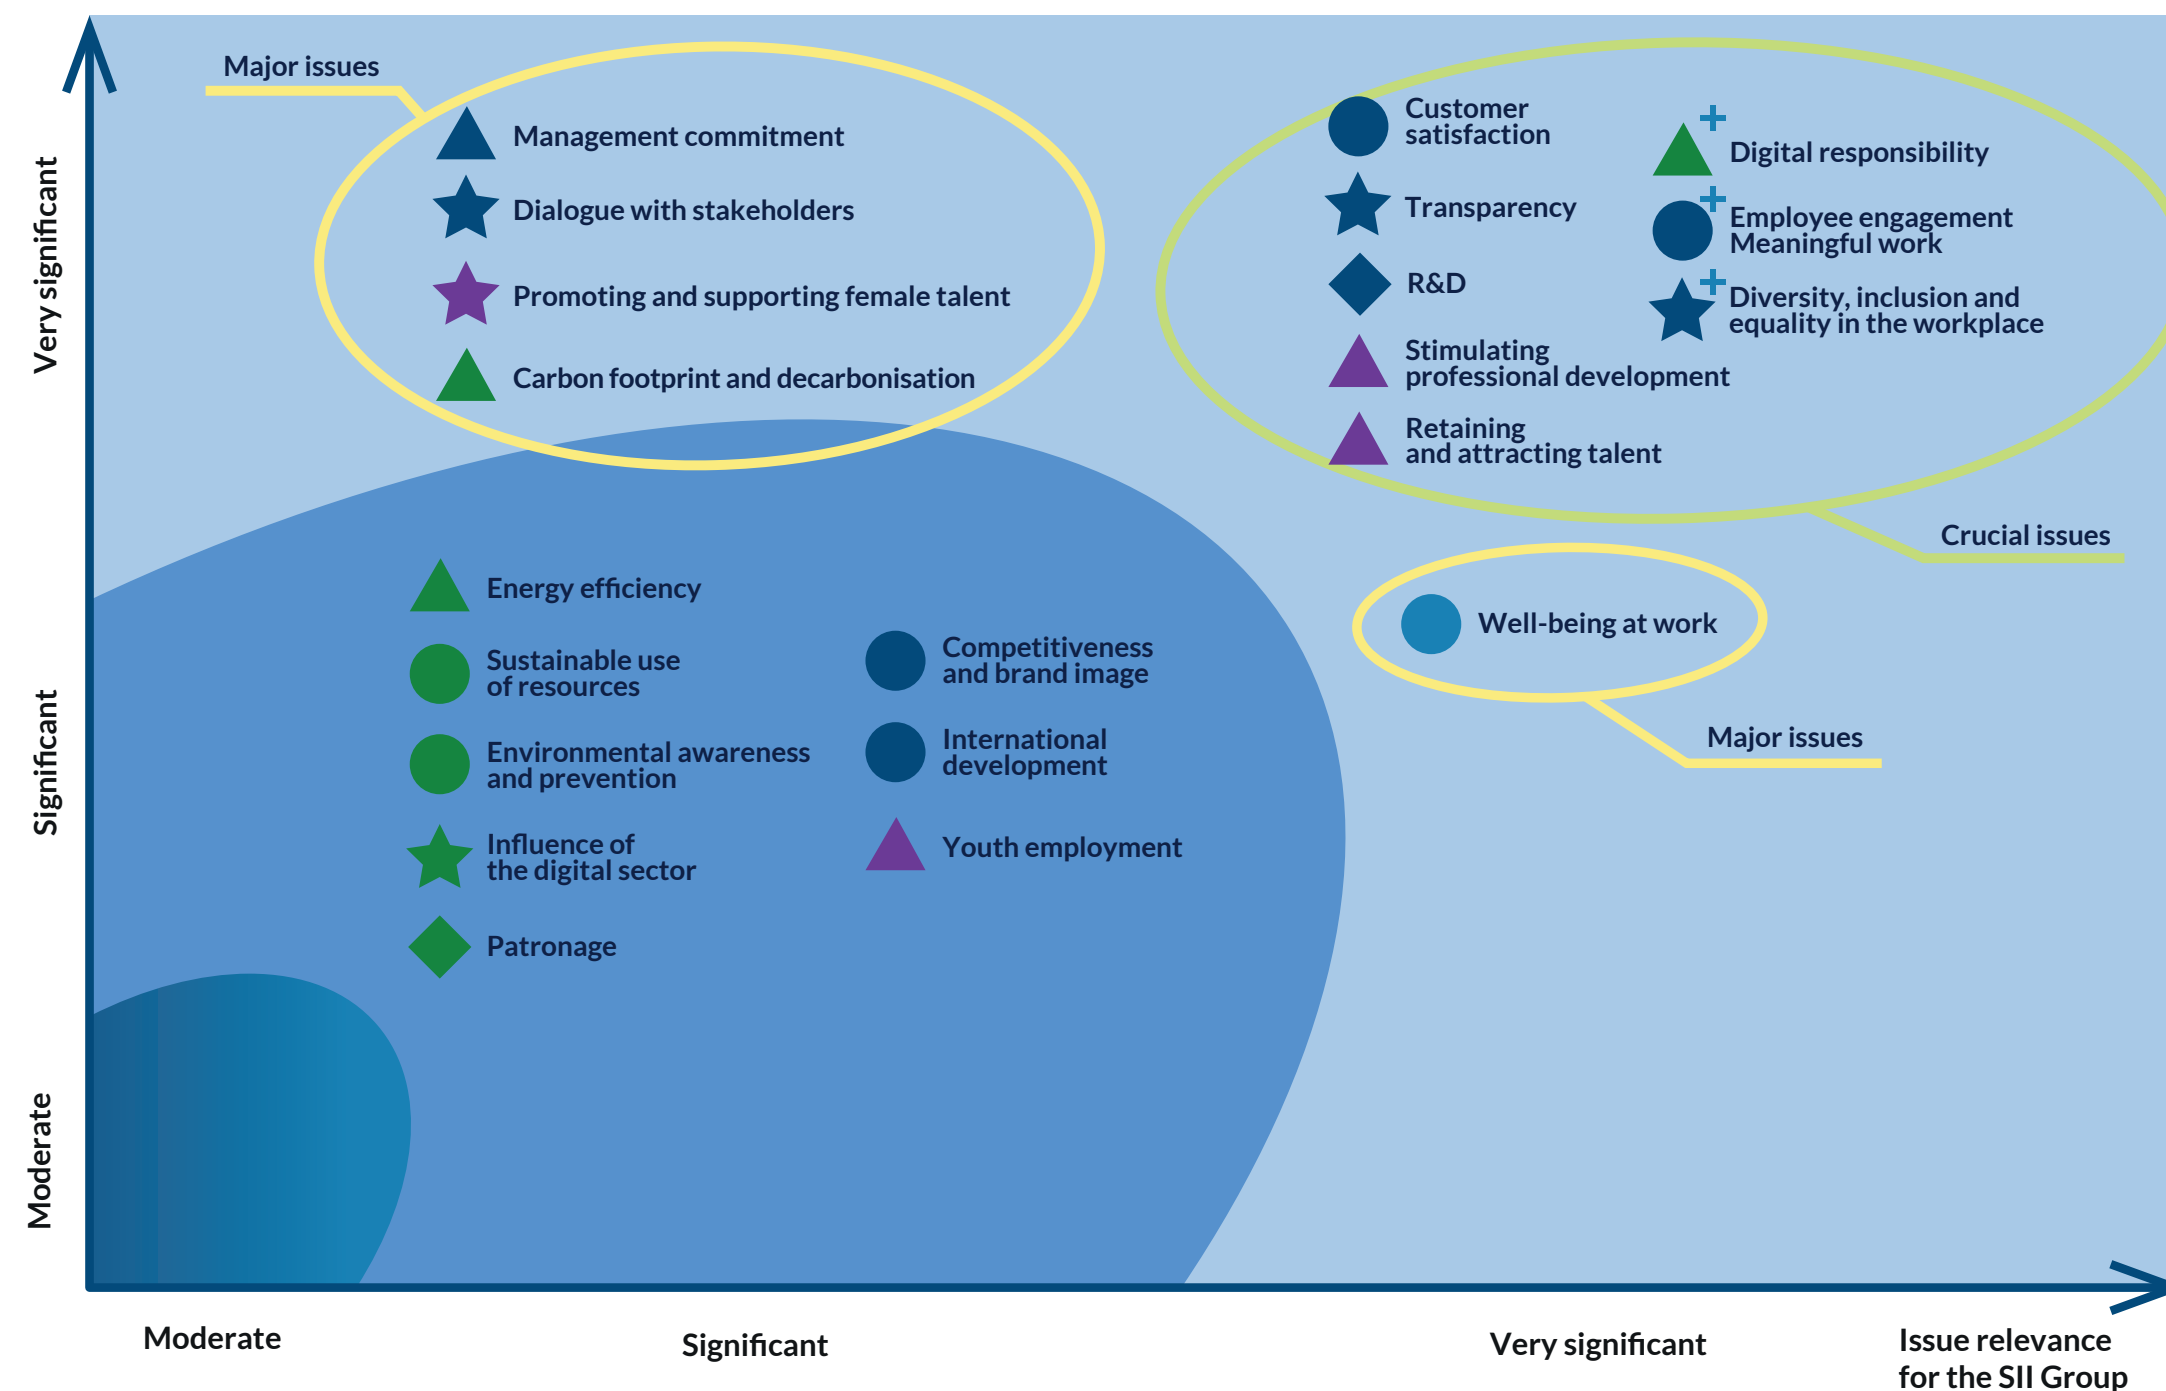 Major issues
Management commitment
Dialogue with stakeholders
Promoting and supporting female talent
Carbon footprint and decarbonisation
Customer
satisfaction
Transparency
R&D
Stimulating
professional development
Retaining
and attracting talent
Digital responsibility
Employee engagement
Meaningful work
Diversity, inclusion and
equality in the workplace
Crucial issues
Well-being at work
Major issues
Energy efficiency
Sustainable use
of resources
Environmental awareness
and prevention
Influence of
the digital sector
Patronage
Competitiveness
and brand image
International
development
Youth employment
Very significant
Significant
Moderate
Moderate
Significant
Very significant
Issue relevance
for the SII Group